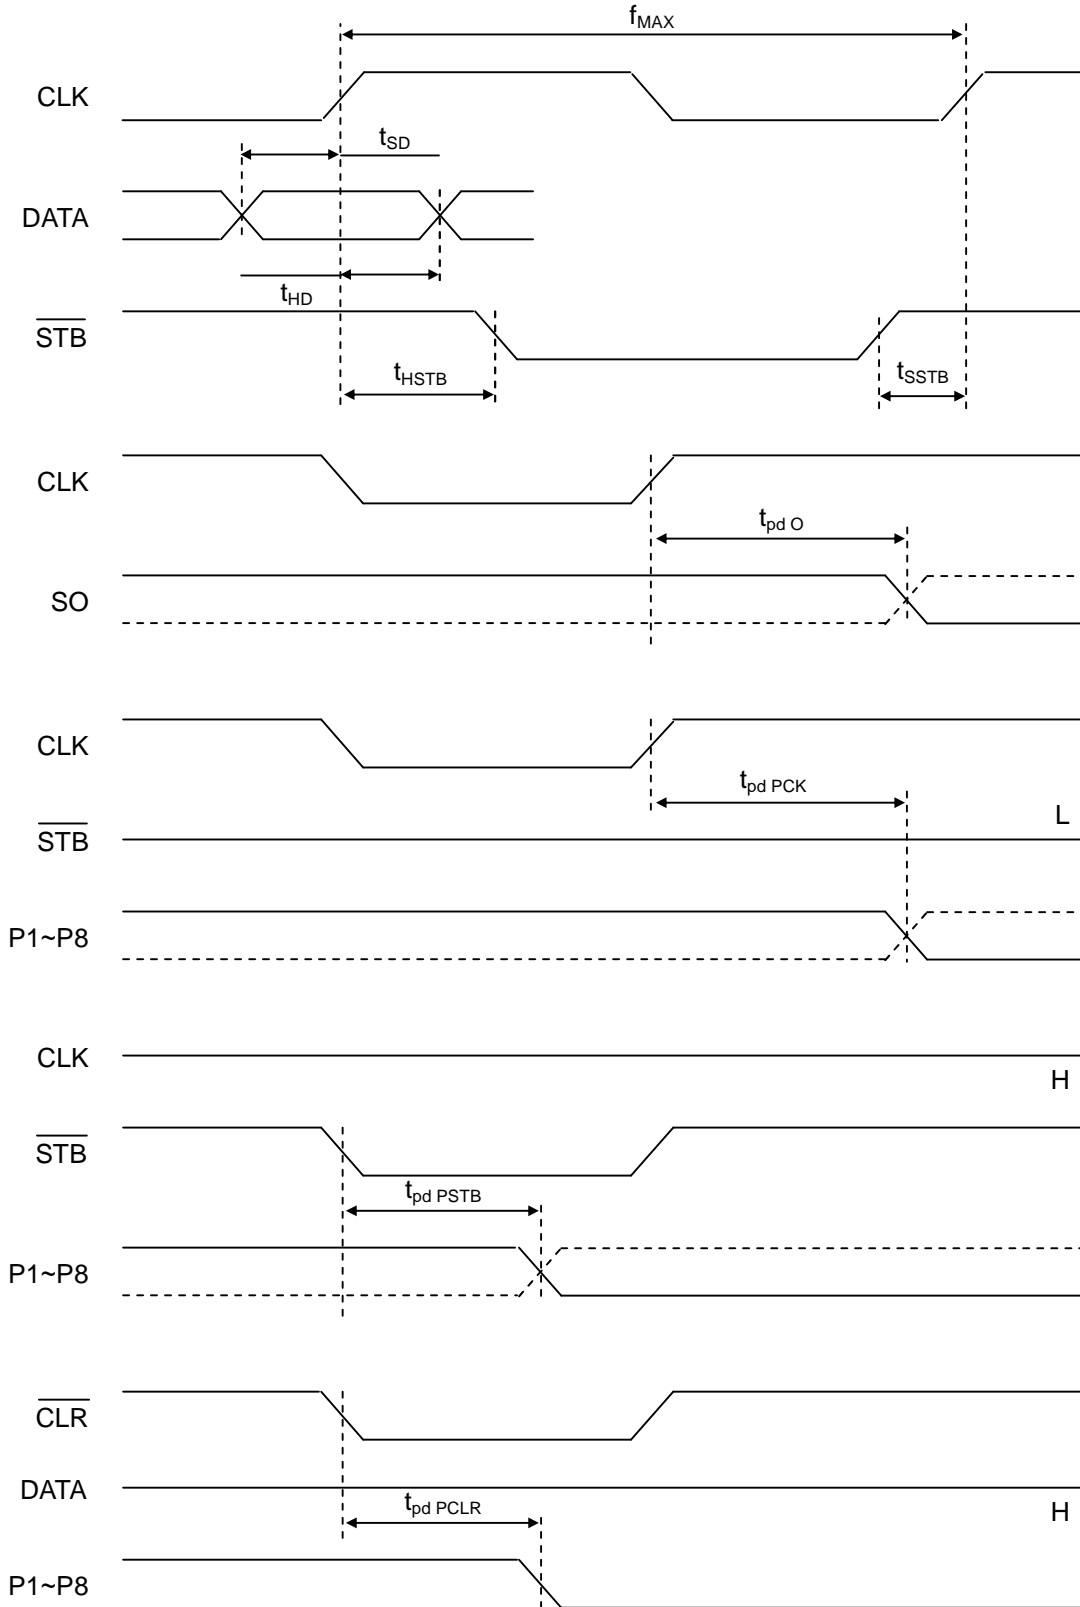 fMAX
CLK
tSD
DATA
tHD
STB
tHSTB
tSSTB
CLK
tpd O
SO
CLK
tpd PCK
L
STB
P1~P8
CLK
H
STB
tpd PSTB
P1~P8
CLR
DATA
tpd PCLR
H
P1~P8